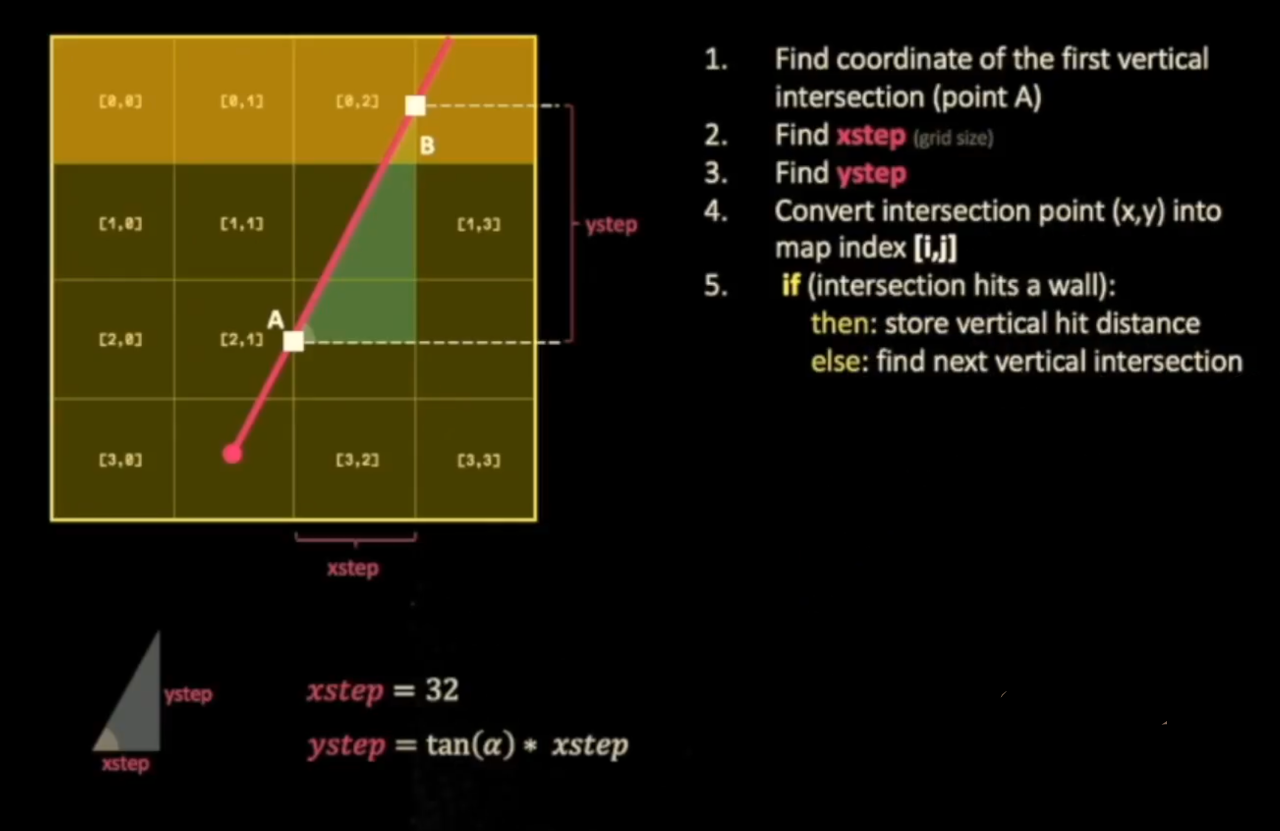 [0,0] [0,1] [0,2]
B
[1,0] [1,1] [1,3]
ystep
A
[2,0] [2,1]
[3,0] [3,2] [3,3]
xstep
1. Find coordinate of the first vertical
intersection (point A)
2. Find xstep (grid size)
3. Find ystep
4. Convert intersection point (x,y) into
map index [i,j]
5. if (intersection hits a wall):
then: store vertical hit distance
else: find next vertical intersection
ystep
xstep
xstep = 32
ystep = tan(α) * xstep